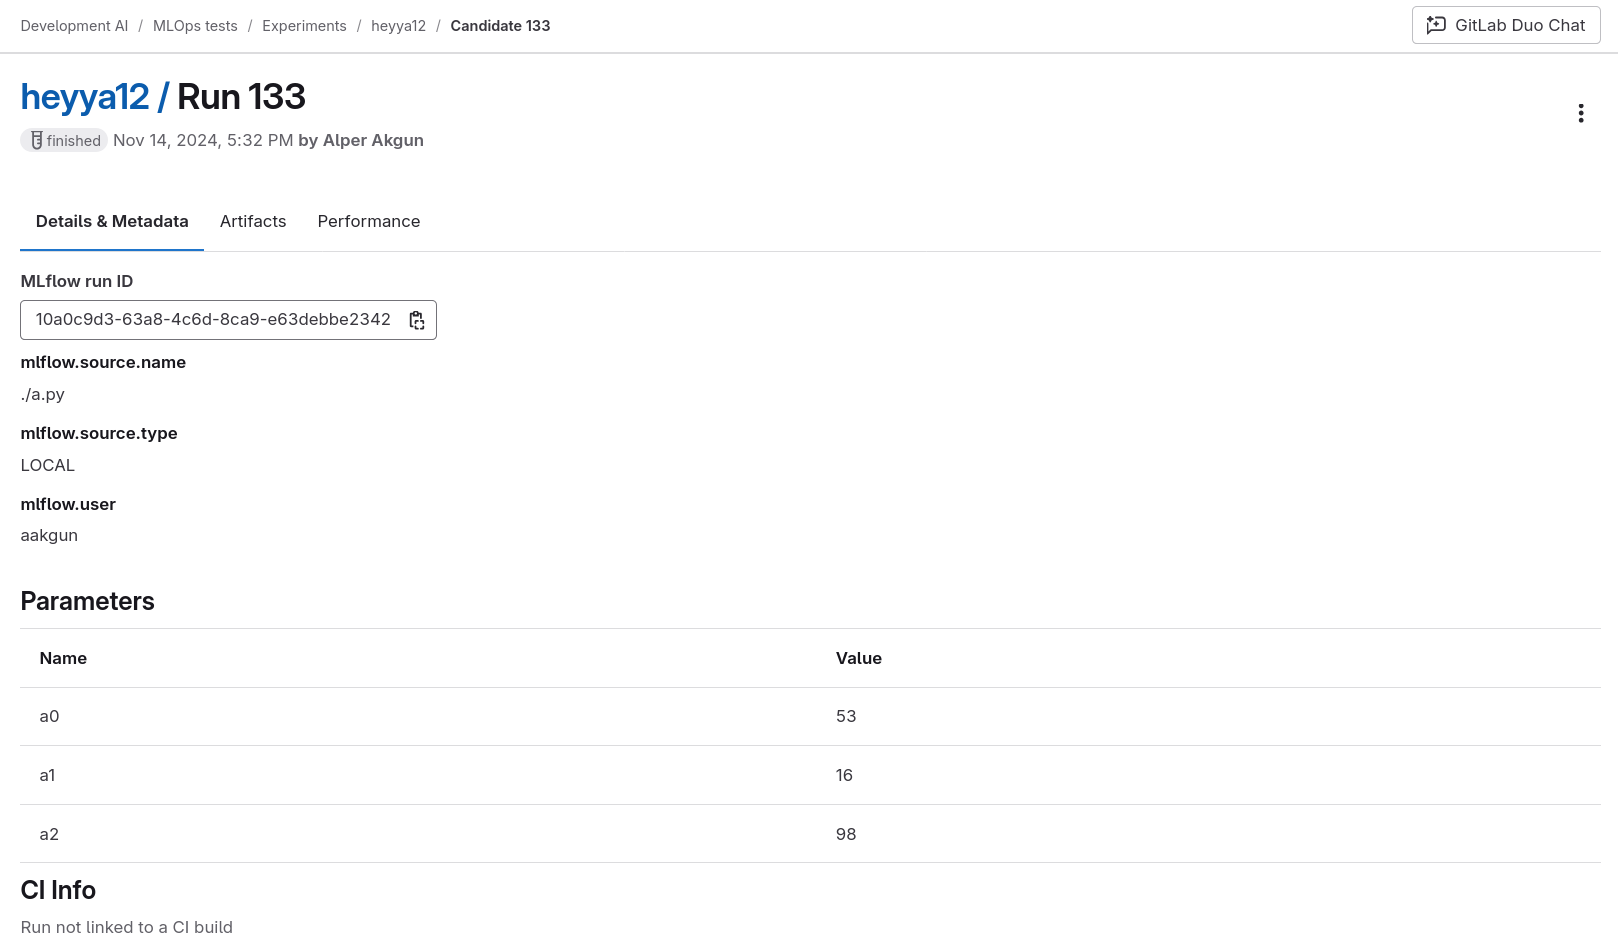 Development AI / MLOps tests / Experiments / heyya12 / Candidate 133
GitLab Duo Chat
heyya12 / Run 133
finished Nov 14, 2024, 5:32 PM by Alper Akgun
Details & Metadata Artifacts Performance
MLflow run ID
10a0c9d3-63a8-4c6d-8ca9-e63debbe2342
mlflow.source.name
./a.py
mlflow.source.type
LOCAL
mlflow.user
aakgun
Parameters
Name Value
a0 53
a1 16
a2 98
CI Info
Run not linked to a CI build